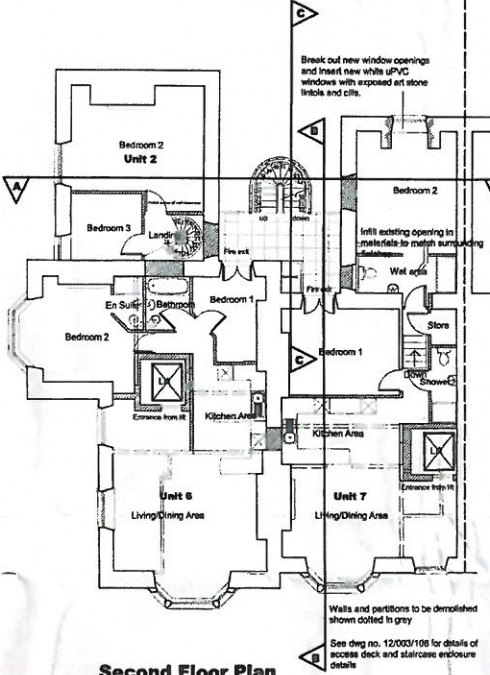 C
Break out new window openings
and insert new white uPVC
windows with exposed art stone
lintols and cills.
B
Bedroom 2
Unit 2
A
Bedroom 2
Bedroom 3
up
down
Infill existing opening in
materials to match surrounding
Fire exit
Wet area
Fire exit
En Suite
Bathroom
Bedroom 1
Bedroom 2
Store
C
Bedroom 1
Down
Shower
Lift
Entrance from lift
Kitchen Area
Kitchen Area
Lift
Entrance from lift
Unit 6
Living/Dining Area
Unit 7
Living/Dining Area
Walls and partitions to be demolished
shown dotted in grey
See dwg no. 12/003/106 for details of
access deck and staircase enclosure
details
B
Second Floor Plan